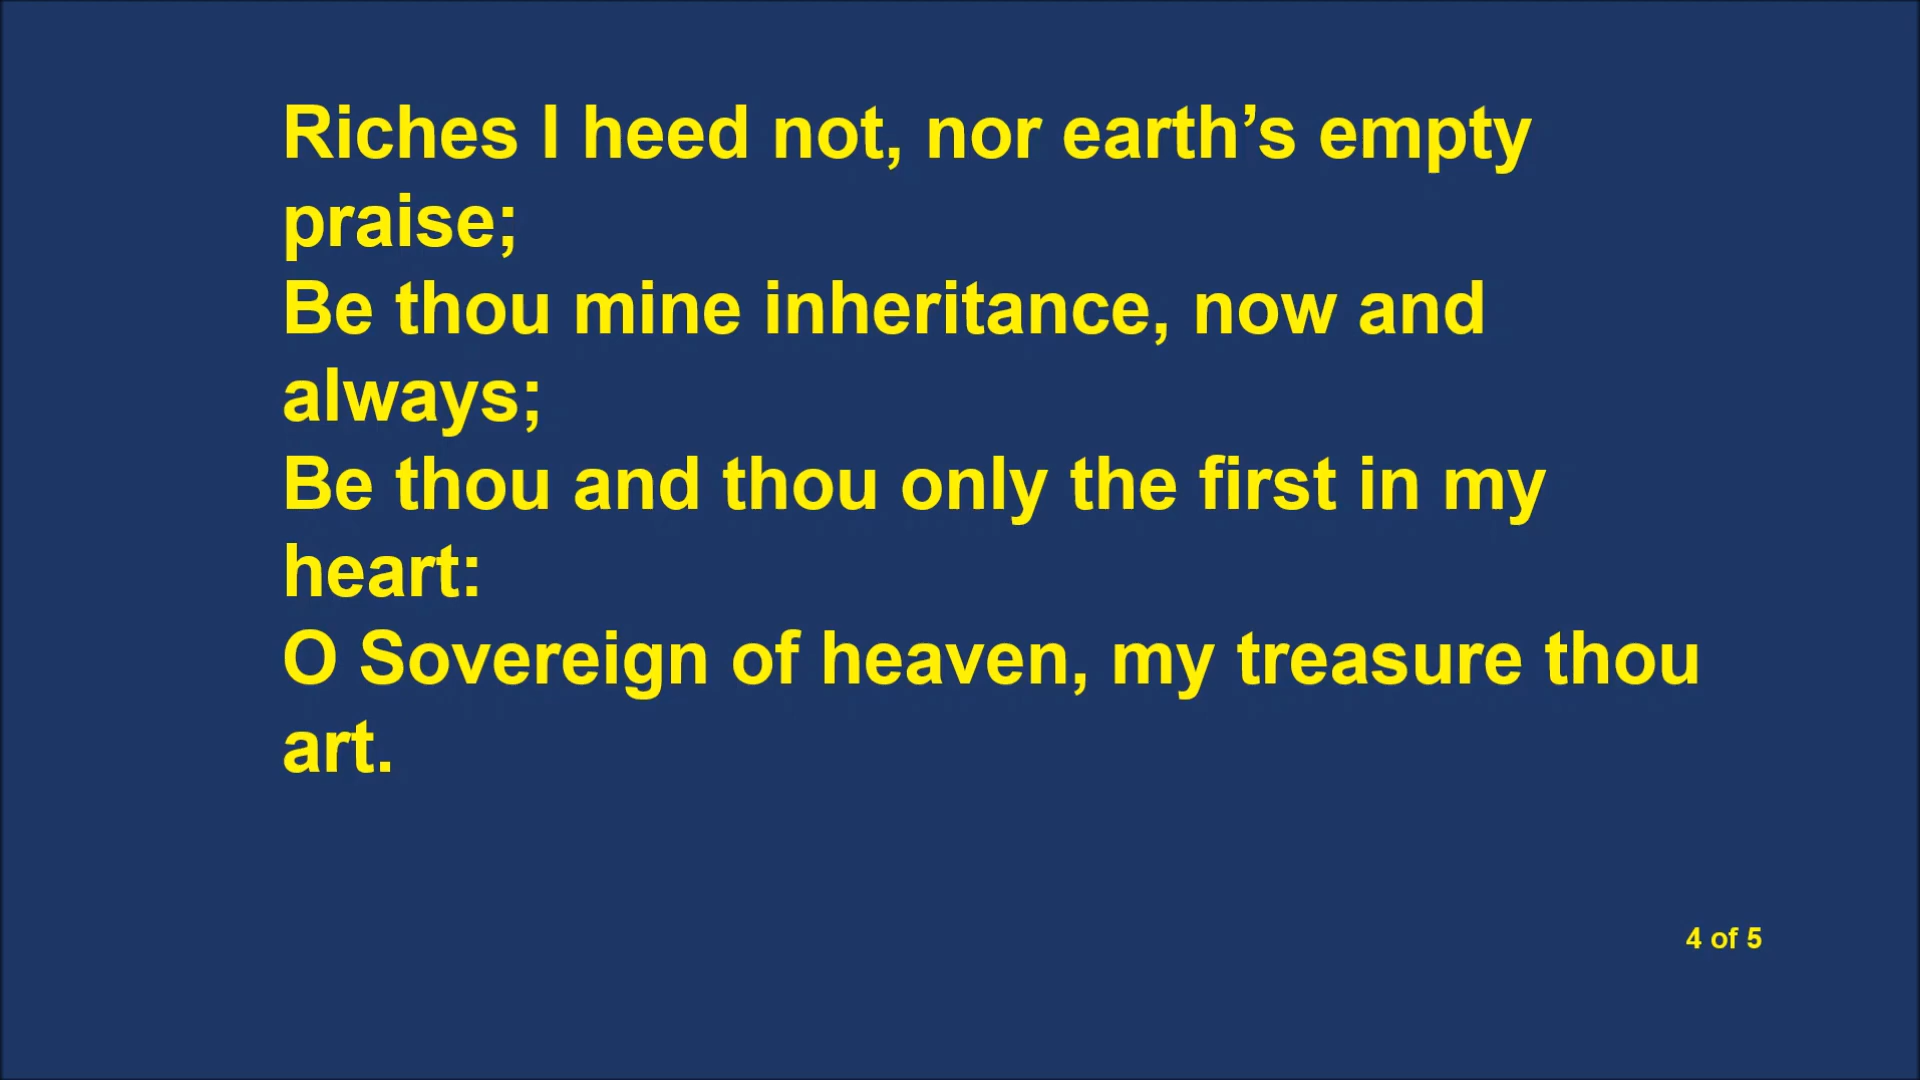 Riches I heed not, nor earth’s empty
praise;
Be thou mine inheritance, now and
always;
Be thou and thou only the first in my
heart:
O Sovereign of heaven, my treasure thou
art.
4 of 5